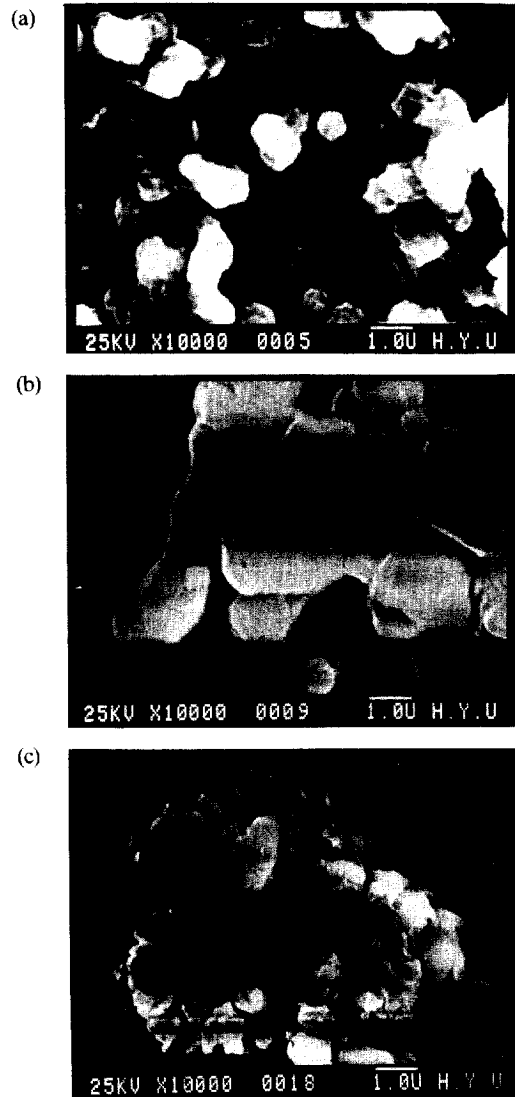 (a)
25KV X10000 0005 1.0U H.Y.U
(b)
25KV X10000 0009 1.0U H.Y.U
(c)
25KV X10000 0018 1.0U H.Y.U